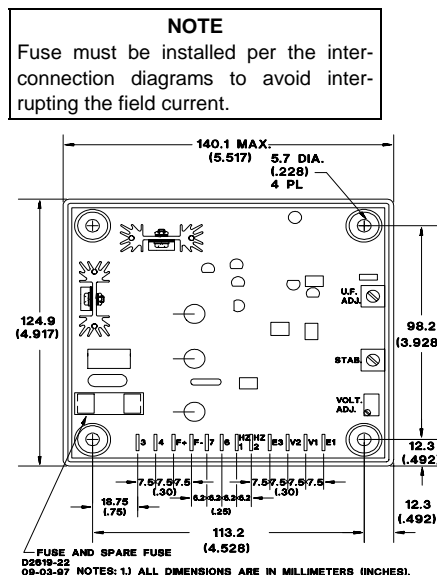 NOTE
Fuse must be installed per the inter-
connection diagrams to avoid inter-
rupting the field current.
140.1 MAX.
(5.517)
5.7 DIA.
(.228)
4 PL
U.F.
ADJ.
124.9
(4.917)
98.2
(3.928)
STAB.
VOLT.
ADJ.
3 4 F+ F- 7 6 HZ 1 HZ 2 E3 V2 V1 E1
12.3
(.492)
7.5 7.5 7.5
(.30)
6.2 6.2 6.2 6.2
(.25)
7.5 7.5 7.5 7.5
(.30)
18.75
(.75)
12.3
(.492)
113.2
(4.528)
FUSE AND SPARE FUSE
D2619-22
09-03-97 NOTES: 1.) ALL DIMENSIONS ARE IN MILLIMETERS (INCHES).